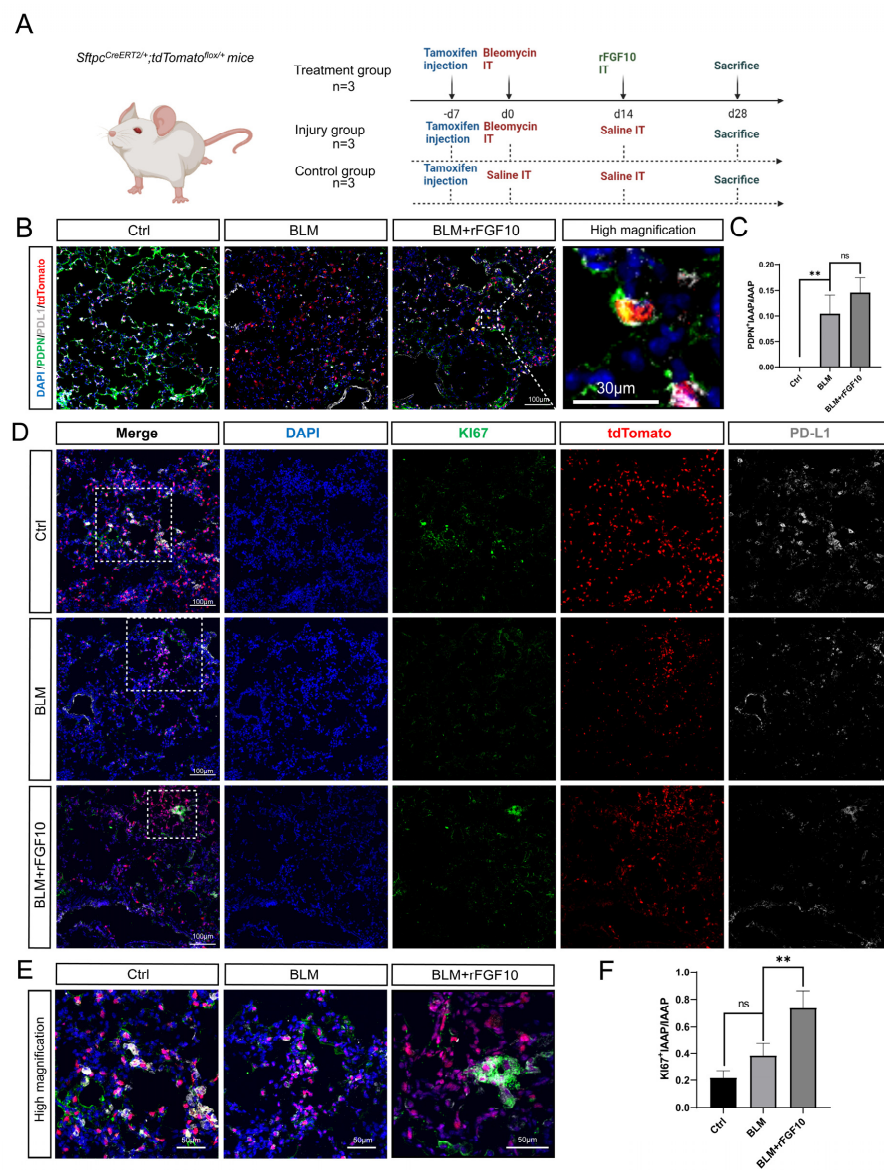 A
SftpcCreERT2/+;tdTomatoflox/+ mice
Treatment group
n=3
Tamoxifen
injection
Bleomycin
IT
rFGF10
IT
Sacrifice
-d7
d0
d14
d28
Injury group
n=3
Tamoxifen
injection
Bleomycin
IT
Saline IT
Sacrifice
Control group
n=3
Tamoxifen
injection
Saline IT
Saline IT
Sacrifice
B
Ctrl
BLM
BLM+rFGF10
High magnification
DAPI/PDPN/PDL1/tdTomato
100μm
30μm
C
PDPN+IAAP/IAAP
0.20
0.15
0.10
0.05
0.00
**
ns
Ctrl
BLM
BLM+rFGF10
D
Merge
DAPI
KI67
tdTomato
PD-L1
Ctrl
100μm
BLM
100μm
BLM+rFGF10
100μm
E
Ctrl
BLM
BLM+rFGF10
High magnification
50μm
50μm
50μm
F
KI67+IAAP/IAAP
1.0
0.8
0.6
0.4
0.2
0.0
ns
**
Ctrl
BLM
BLM+rFGF10